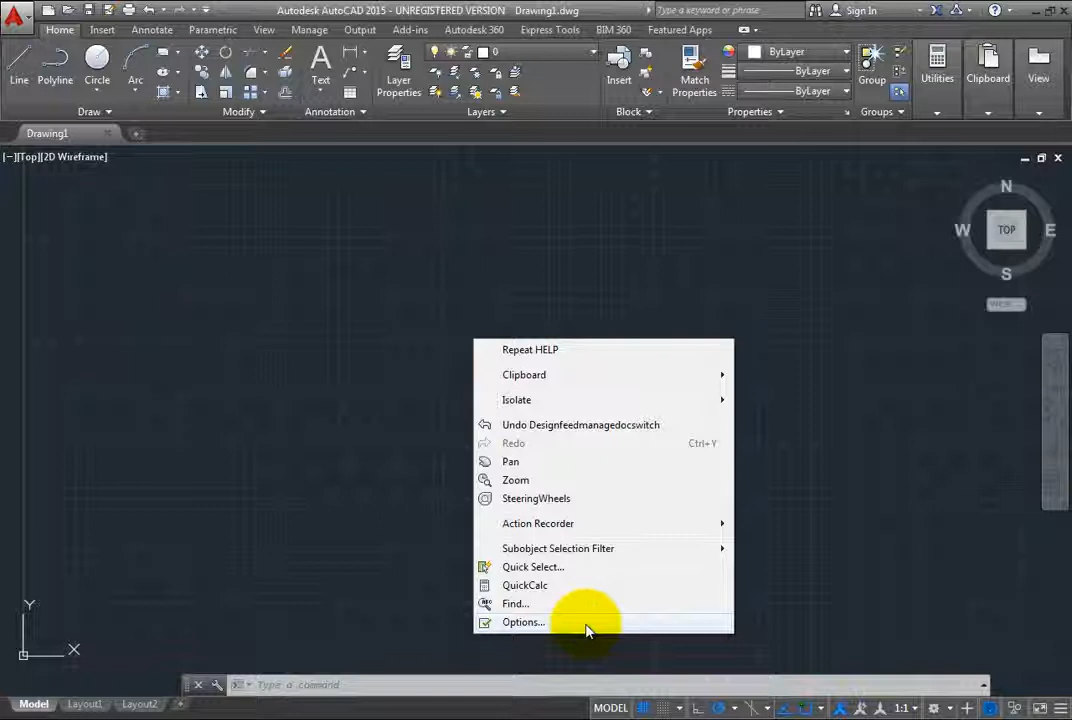 Autodesk AutoCAD 2015 - UNREGISTERED VERSION Drawing1.dwg
Type a keyword or phrase
Sign In
Home Insert Annotate Parametric View Manage Output Add-ins Autodesk 360 Express Tools BIM 360 Featured Apps
0
ByLayer
ByLayer
ByLayer
Line Polyline Circle Arc Text Layer Properties Insert Match Properties Group Utilities Clipboard View
Draw Modify Annotation Layers Block Properties Groups
Drawing1
[−][Top][2D Wireframe]
N
W TOP E
S
Repeat HELP
Clipboard
Isolate
Undo Designfeedmanagedocswitch
Redo Ctrl+Y
Pan
Zoom
SteeringWheels
Action Recorder
Subobject Selection Filter
Quick Select...
QuickCalc
Find...
Options...
Y
X
Type a command
Model Layout1 Layout2 MODEL 1:1